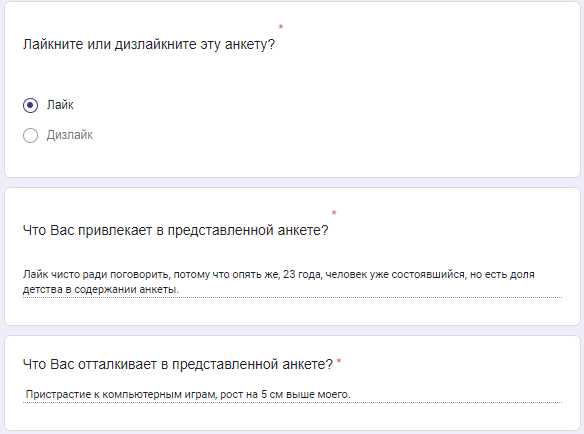 Лайкните или дизлайкните эту анкету? *
Лайк
Дизлайк
Что Вас привлекает в представленной анкете? *
Лайк чисто ради поговорить, потому что опять же, 23 года, человек уже состоявшийся, но есть доля
детства в содержании анкеты.
Что Вас отталкивает в представленной анкете? *
Пристрастие к компьютерным играм, рост на 5 см выше моего.